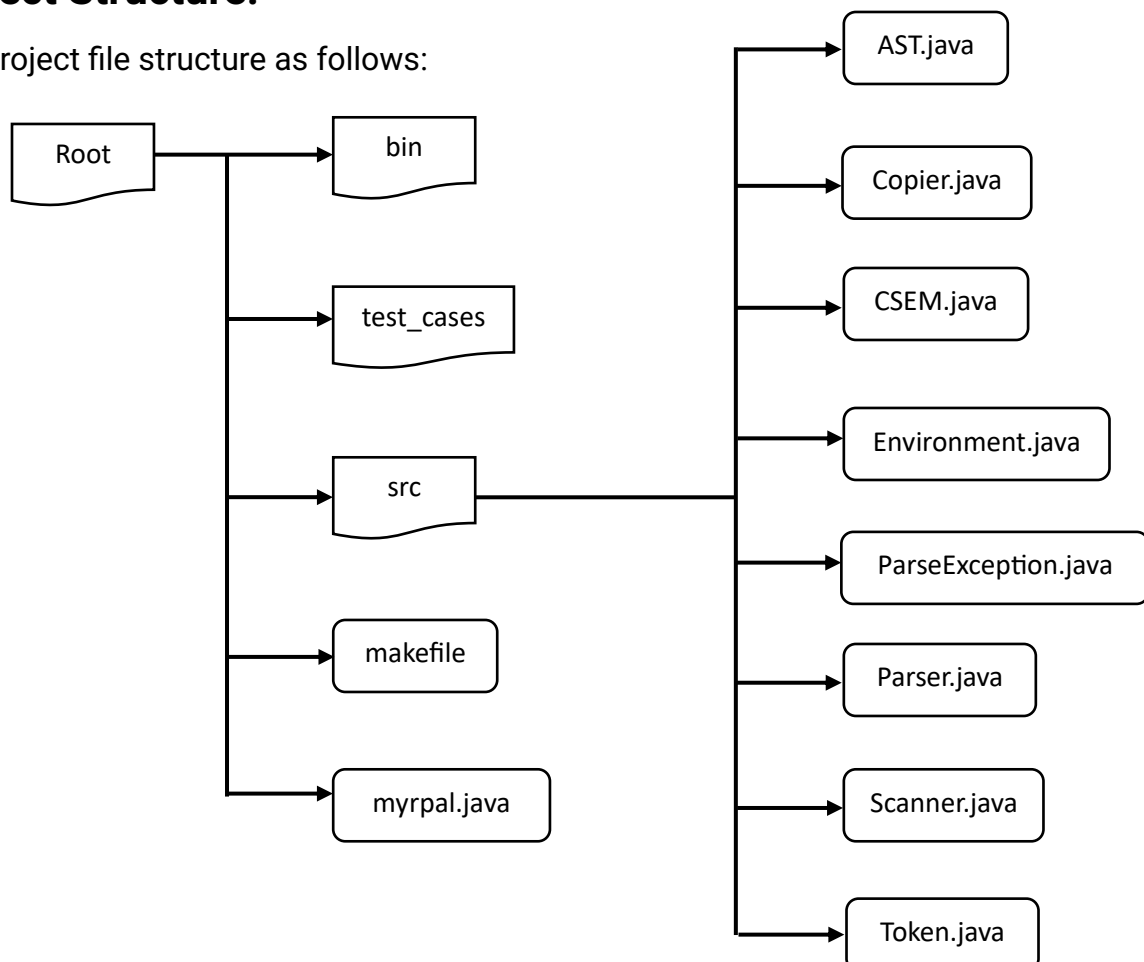 roject file structure as follows:
Root
bin
test_cases
src
makefile
myrpal.java
AST.java
Copier.java
CSEM.java
Environment.java
ParseException.java
Parser.java
Scanner.java
Token.java